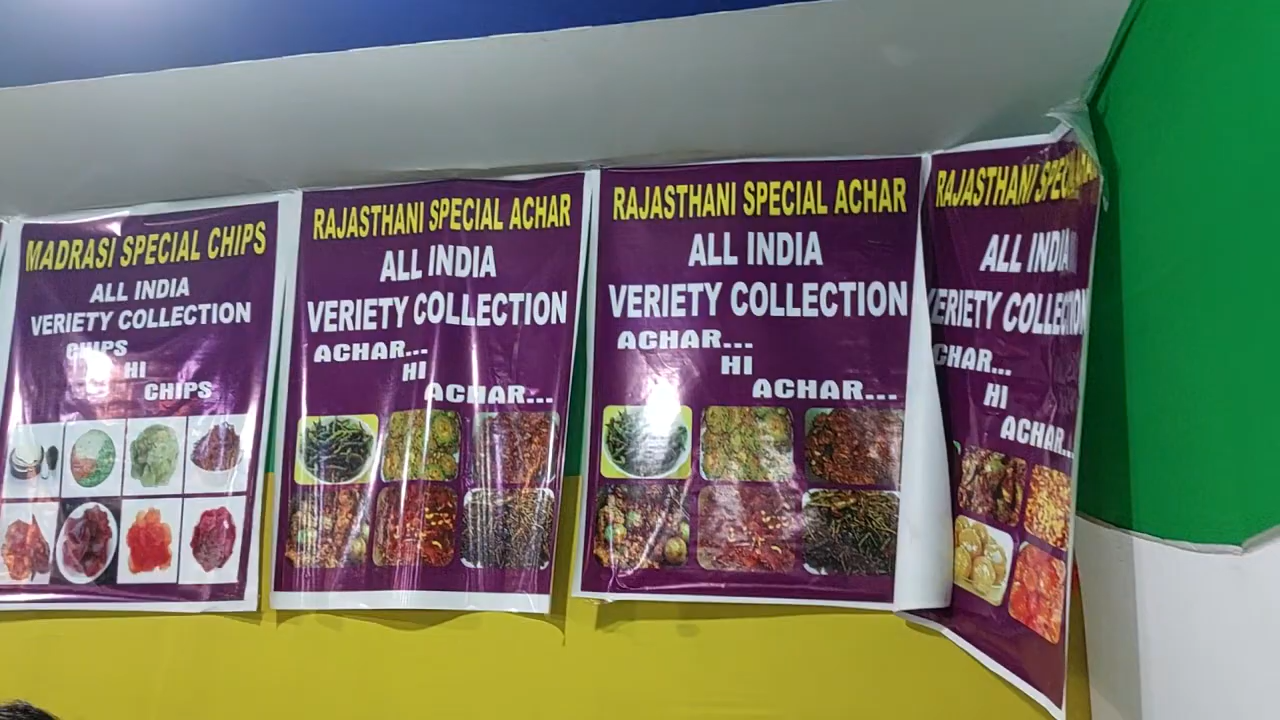 MADRASI SPECIAL CHIPS
ALL INDIA
VERIETY COLLECTION
CHIPS
HI
CHIPS
RAJASTHANI SPECIAL ACHAR
ALL INDIA
VERIETY COLLECTION
ACHAR...
HI
ACHAR...
RAJASTHANI SPECIAL ACHAR
ALL INDIA
VERIETY COLLECTION
ACHAR...
HI
ACHAR...
RAJASTHANI SPECIAL
ALL INDIA
VERIETY COLLECTION
ACHAR...
HI
ACHAR...